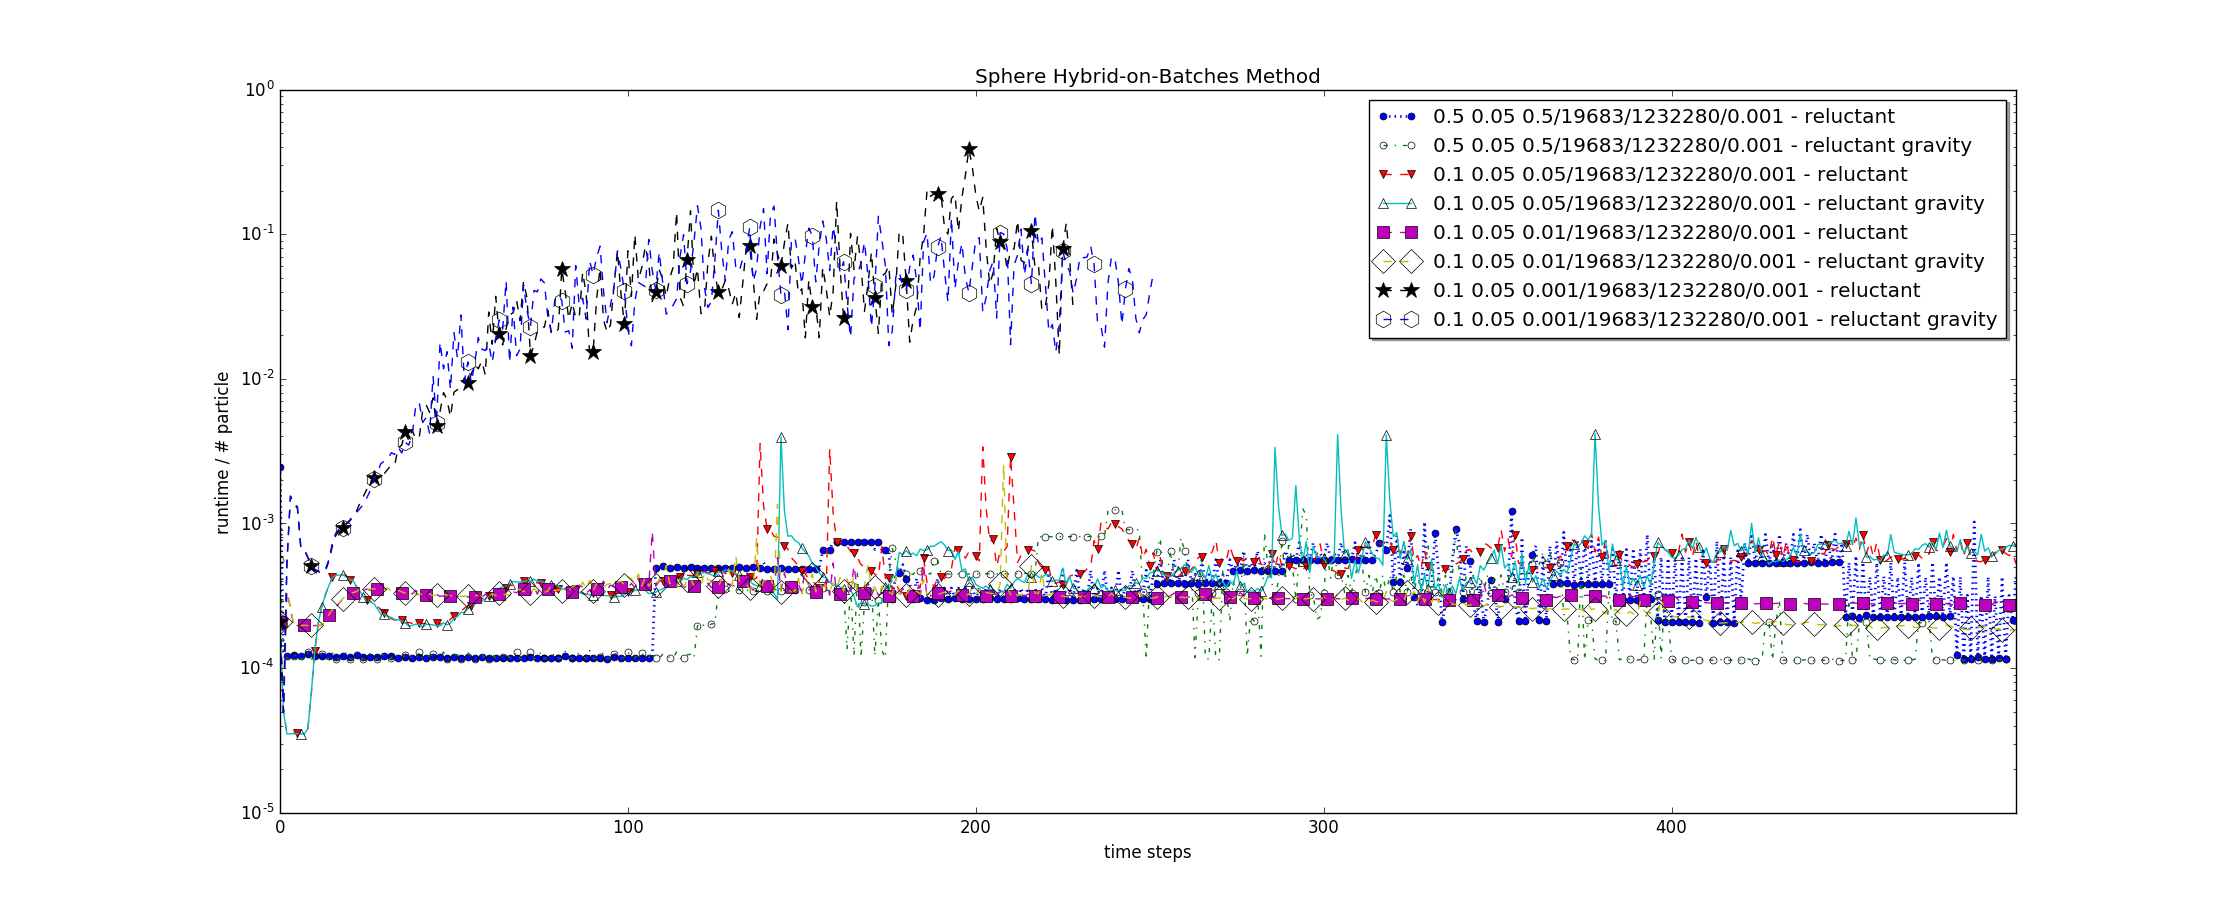 Sphere Hybrid-on-Batches Method
10^0
10^-1
10^-2
10^-3
10^-4
10^-5
runtime / # particle
0 100 200 300 400
time steps
0.5 0.05 0.5/19683/1232280/0.001 - reluctant
0.5 0.05 0.5/19683/1232280/0.001 - reluctant gravity
0.1 0.05 0.05/19683/1232280/0.001 - reluctant
0.1 0.05 0.05/19683/1232280/0.001 - reluctant gravity
0.1 0.05 0.01/19683/1232280/0.001 - reluctant
0.1 0.05 0.01/19683/1232280/0.001 - reluctant gravity
0.1 0.05 0.001/19683/1232280/0.001 - reluctant
0.1 0.05 0.001/19683/1232280/0.001 - reluctant gravity